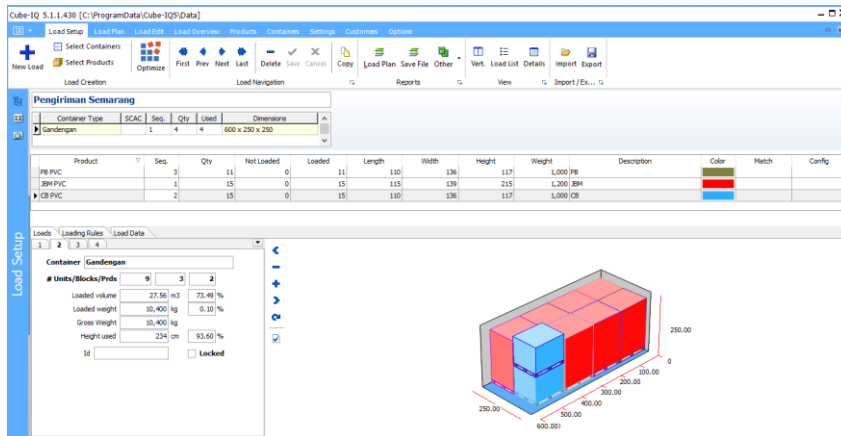 Cube-IQ 5.1.1.430 [C:\ProgramData\Cube-IQ5\Data]
Load Setup Load Plan Load Edit Load Overview Products Containers Settings Customers Options
New Load Select Containers Select Products Optimize First Prev Next Last Delete Save Cancel Copy Load Plan Save File Other Vert. Load List Details Import Export
Load Creation Load Navigation Reports View Import / Ex...
Pengiriman Semarang
Container Type SCAC Seq. Qty Used Dimensions
Gandengan 1 4 4 600 x 250 x 250
Product Seq. Qty Not Loaded Loaded Length Width Height Weight Description Color Match Config
PB PVC 3 11 0 11 110 136 117 1,000 PB
JBM PVC 1 15 0 15 115 139 215 1,200 JBM
CB PVC 2 15 0 15 110 136 117 1,000 CB
Load Setup
Loads Loading Rules Load Data
1 2 3 4
Container Gandengan
# Units/Blocks/Prds 9 3 2
Loaded volume 27.56 m3 73.49 %
Loaded weight 10,400 kg 0.10 %
Gross Weight 10,400 kg
Height used 234 cm 93.60 %
Id Locked
250.00
0
100.00
200.00
300.00
400.00
500.00
600.00
250.00